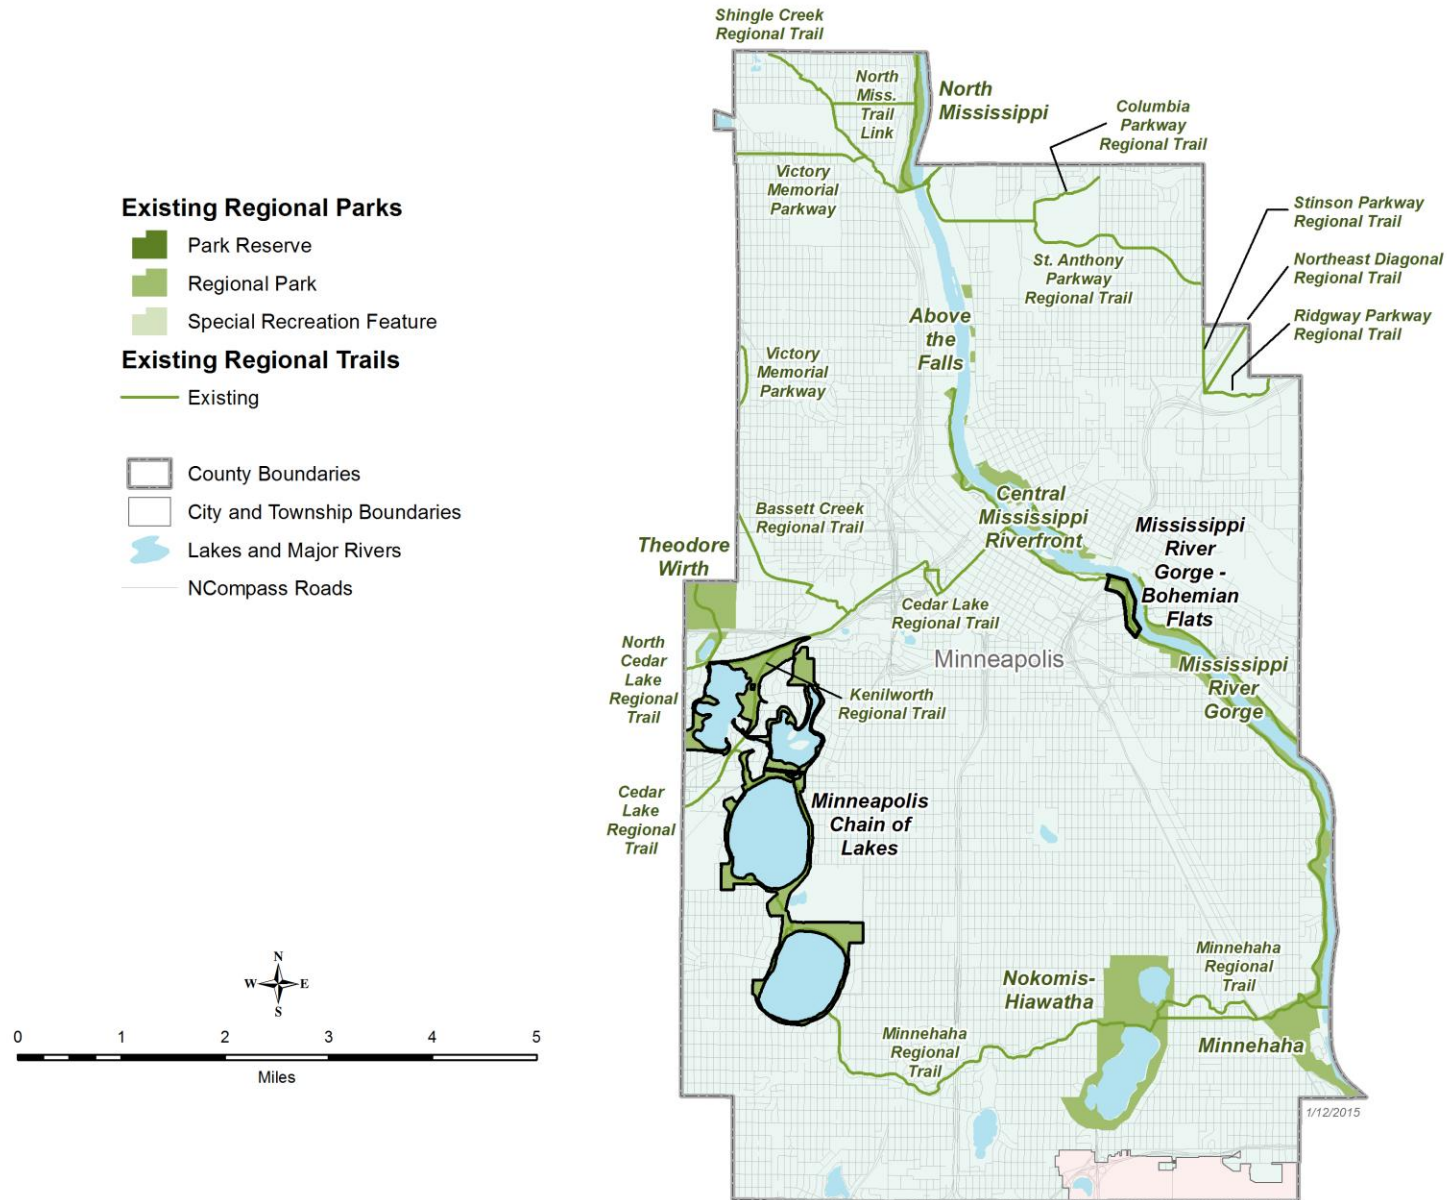 Shingle Creek
Regional Trail
North
Miss.
Trail
Link
North
Mississippi
Columbia
Parkway
Regional Trail
Victory
Memorial
Parkway
Stinson Parkway
Regional Trail
Northeast Diagonal
Regional Trail
Ridgway Parkway
Regional Trail
St. Anthony
Parkway
Regional Trail
Existing Regional Parks
Park Reserve
Regional Park
Special Recreation Feature
Existing Regional Trails
Existing
County Boundaries
City and Township Boundaries
Lakes and Major Rivers
NCompass Roads
Above
the
Falls
Victory
Memorial
Parkway
Bassett Creek
Regional Trail
Central
Mississippi
Riverfront
Mississippi
River
Gorge -
Bohemian
Flats
Theodore
Wirth
Cedar Lake
Regional Trail
Minneapolis
North
Cedar
Lake
Regional
Trail
Kenilworth
Regional Trail
Mississippi
River
Gorge
Cedar
Lake
Regional
Trail
Minneapolis
Chain of
Lakes
Minnehaha
Regional
Trail
Nokomis-
Hiawatha
Minnehaha
Regional
Trail
Minnehaha
N
W E
S
0 1 2 3 4 5
Miles
1/12/2015